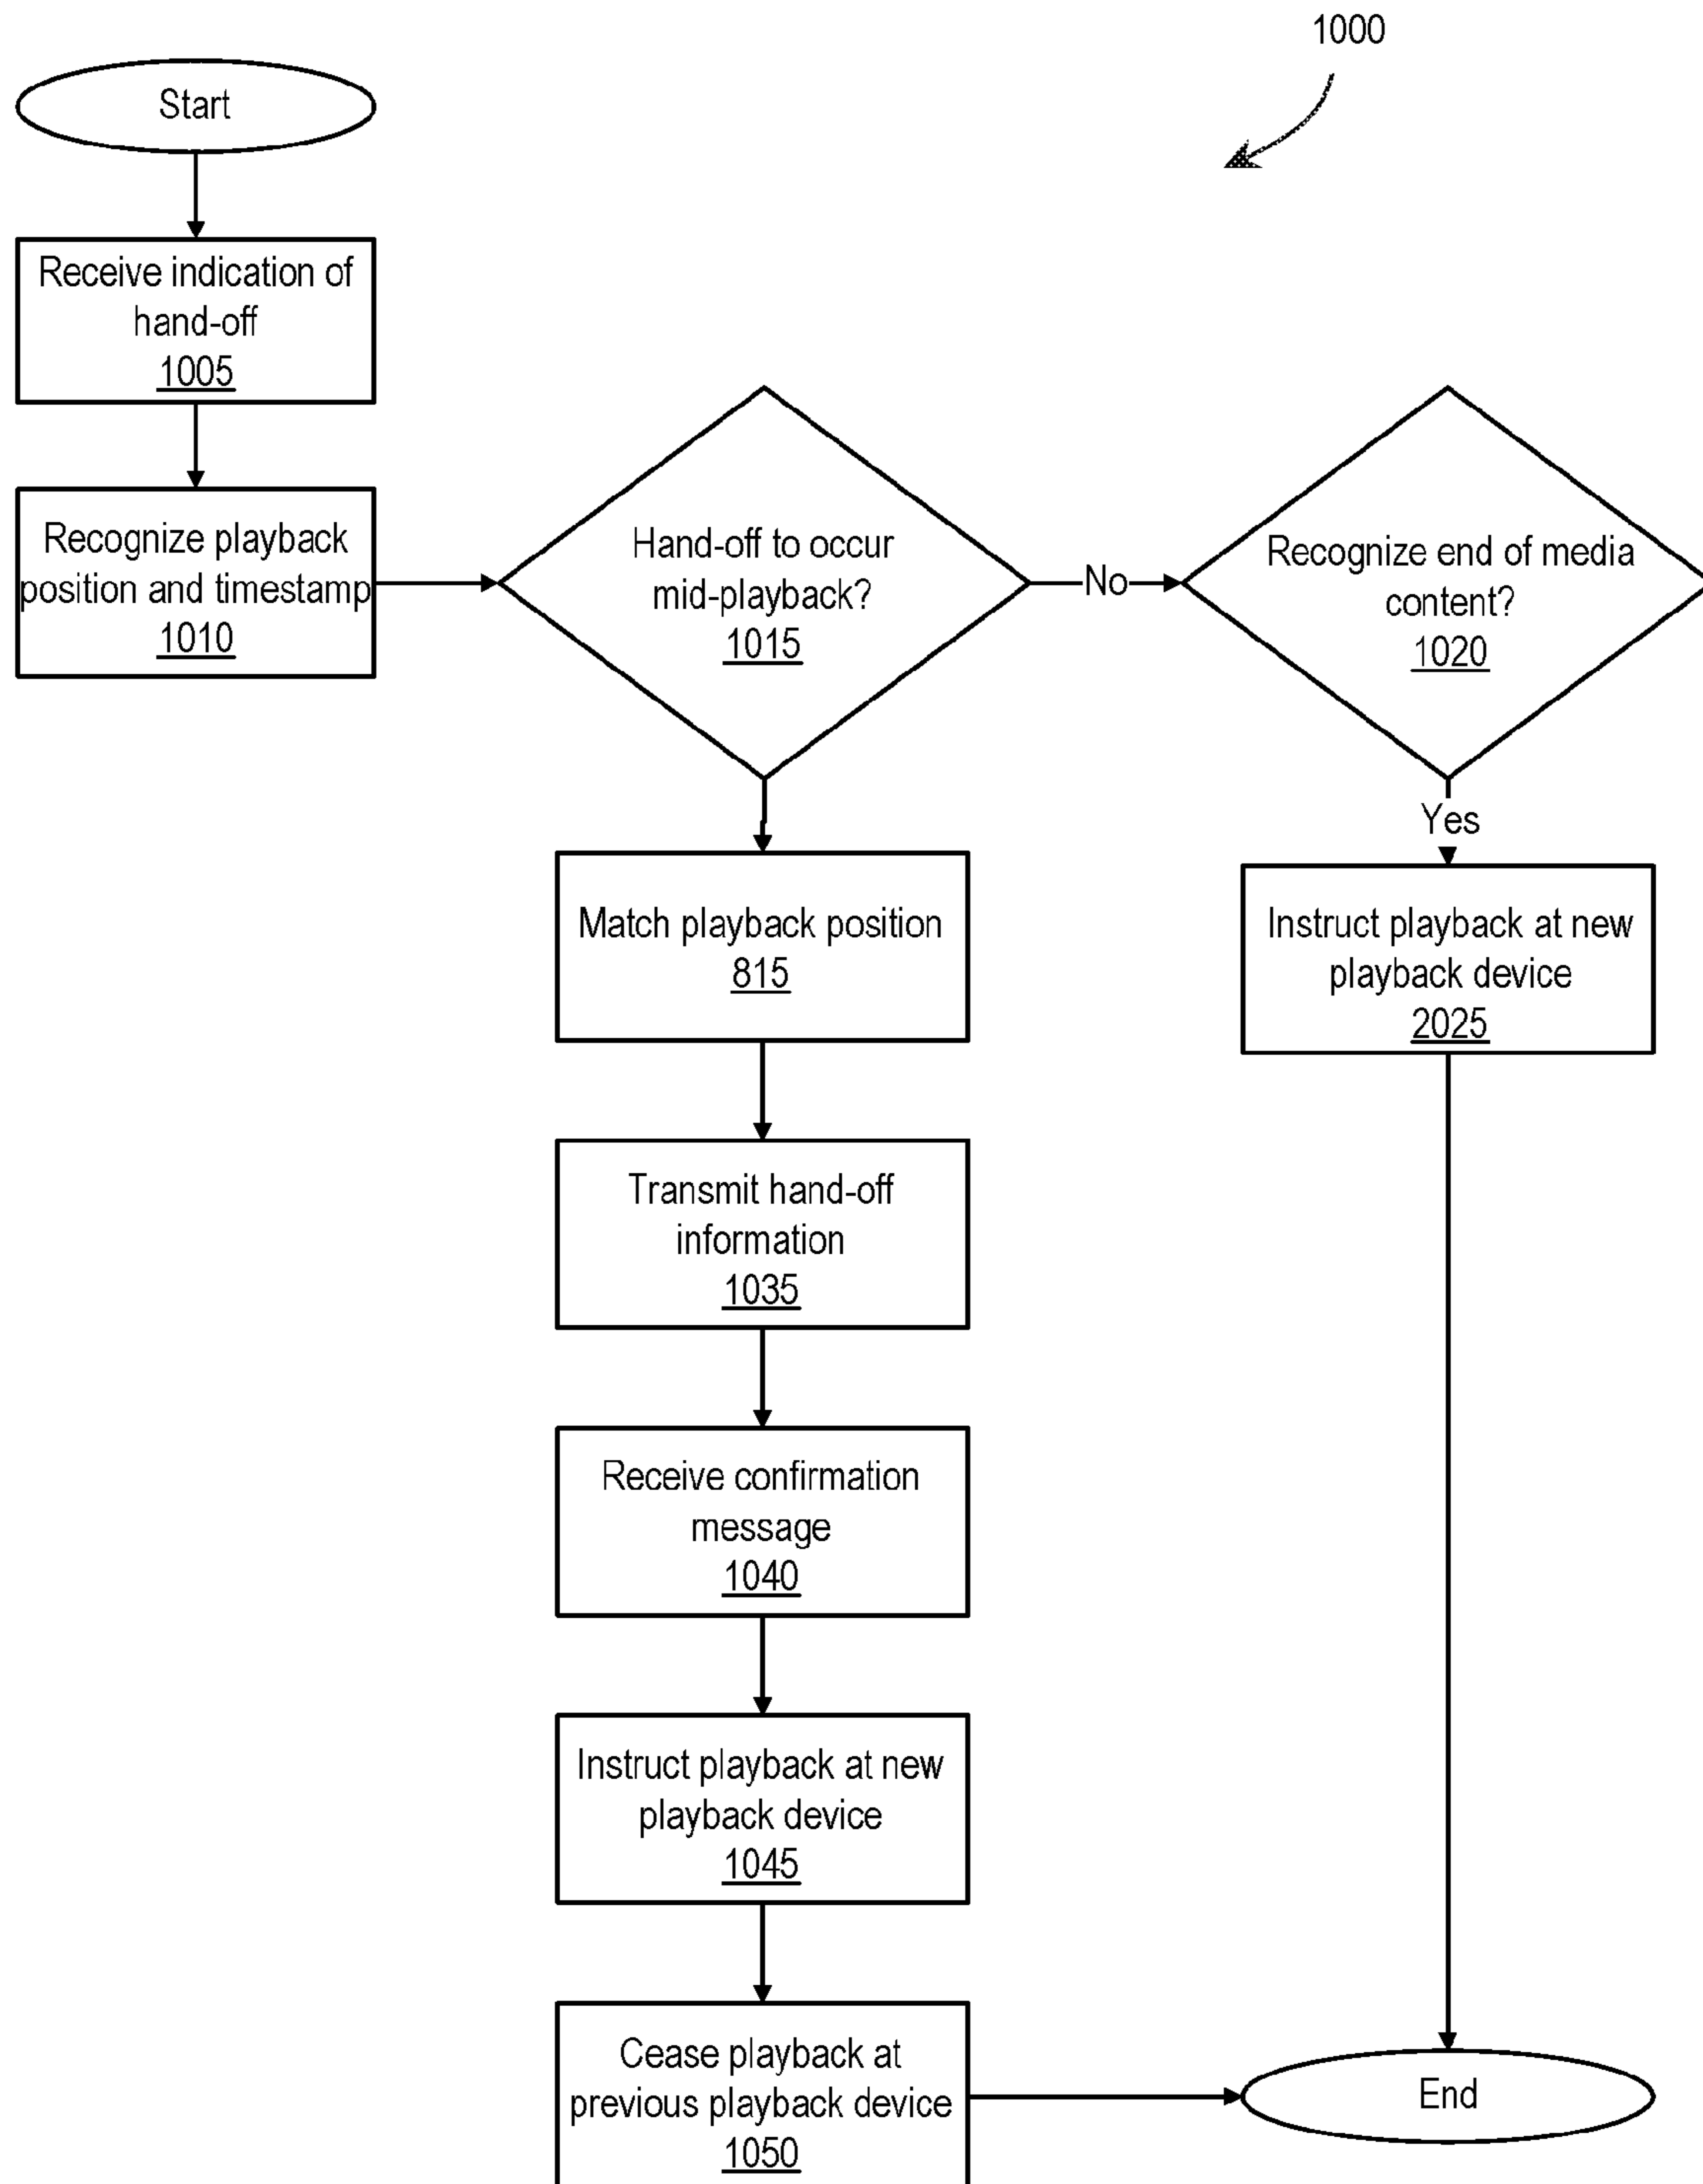 1000
Start
Receive indication of
hand-off
1005
Recognize playback
position and timestamp
1010
Hand-off to occur
mid-playback?
1015
No
Recognize end of media
content?
1020
Yes
Match playback position
815
Instruct playback at new
playback device
2025
Transmit hand-off
information
1035
Receive confirmation
message
1040
Instruct playback at new
playback device
1045
Cease playback at
previous playback device
1050
End